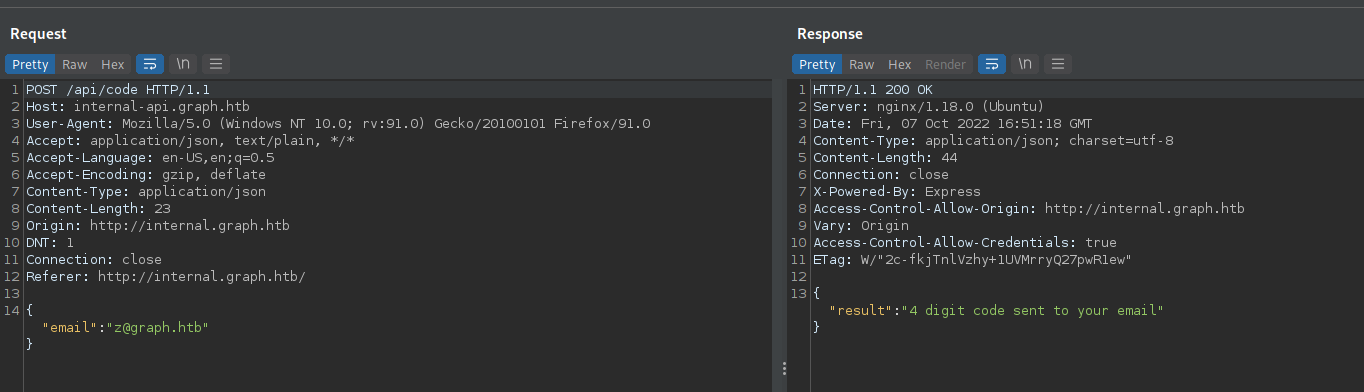 Request
Pretty Raw Hex \n
1 POST /api/code HTTP/1.1
2 Host: internal-api.graph.htb
3 User-Agent: Mozilla/5.0 (Windows NT 10.0; rv:91.0) Gecko/20100101 Firefox/91.0
4 Accept: application/json, text/plain, */*
5 Accept-Language: en-US,en;q=0.5
6 Accept-Encoding: gzip, deflate
7 Content-Type: application/json
8 Content-Length: 23
9 Origin: http://internal.graph.htb
10 DNT: 1
11 Connection: close
12 Referer: http://internal.graph.htb/
13
14 {
"email":"z@graph.htb"
}
Response
Pretty Raw Hex Render \n
1 HTTP/1.1 200 OK
2 Server: nginx/1.18.0 (Ubuntu)
3 Date: Fri, 07 Oct 2022 16:51:18 GMT
4 Content-Type: application/json; charset=utf-8
5 Content-Length: 44
6 Connection: close
7 X-Powered-By: Express
8 Access-Control-Allow-Origin: http://internal.graph.htb
9 Vary: Origin
10 Access-Control-Allow-Credentials: true
11 ETag: W/"2c-fkjTnlVzhy+1UVMrryQ27pwR1ew"
12
13 {
"result":"4 digit code sent to your email"
}